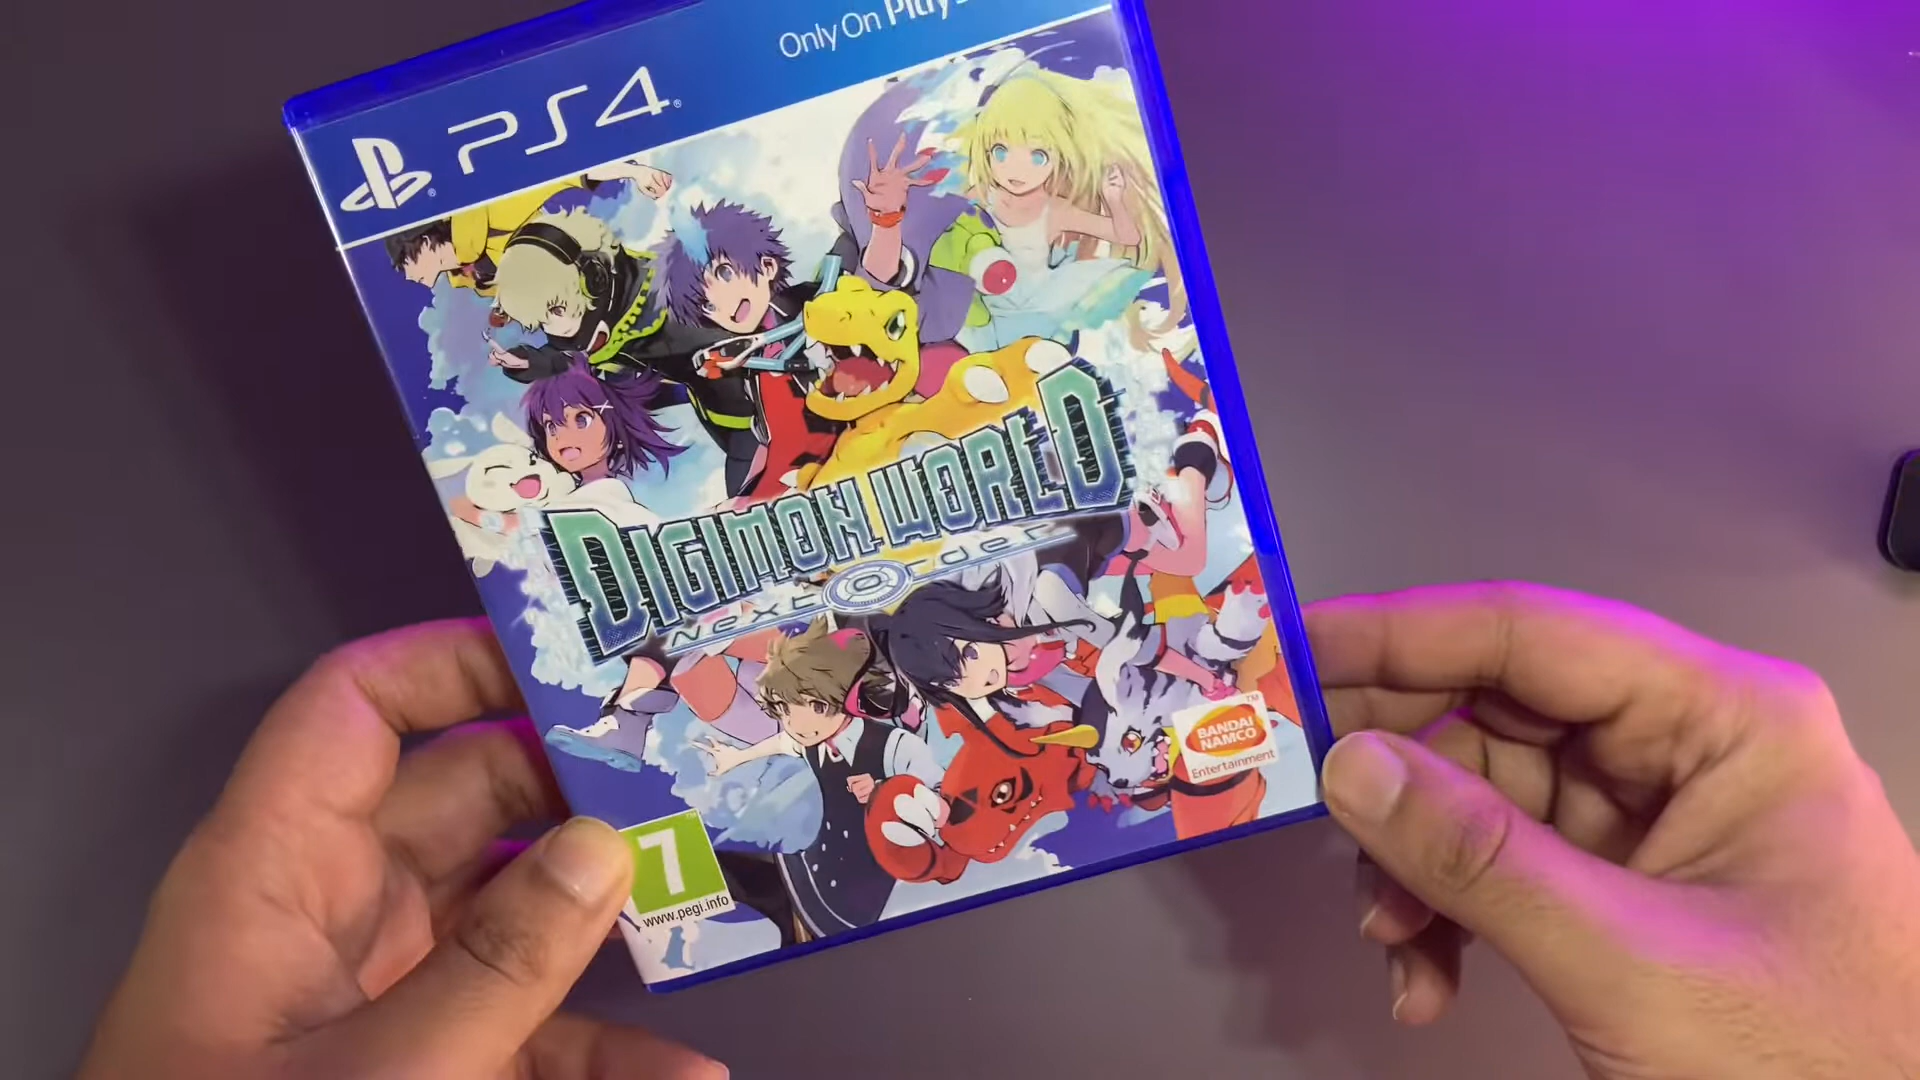 Only On
PS4
DIGIMON WORLD
next order
BANDAI
NAMCO
Entertainment
7
www.pegi.info